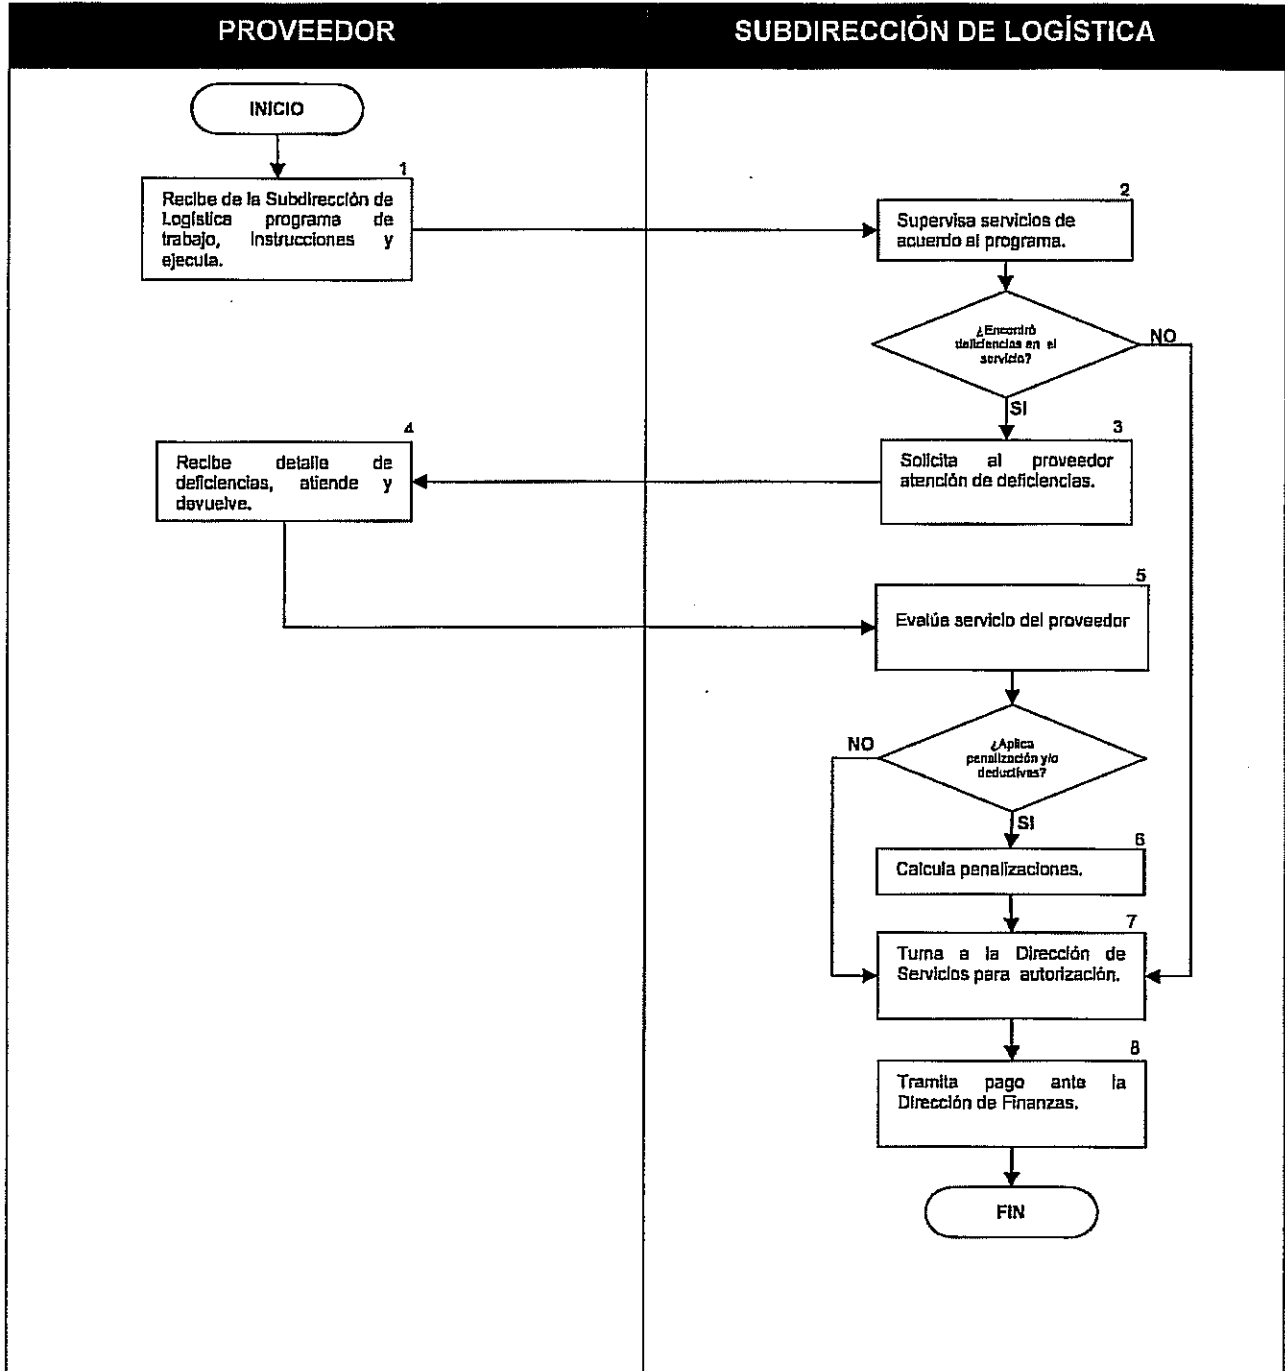 PROVEEDOR
SUBDIRECCIÓN DE LOGÍSTICA
INICIO
1
Recibe de la Subdirección de
Logística programa de
trabajo, Instrucciones y
ejecuta.
2
Supervisa servicios de
acuerdo al programa.
¿Encontró
deficiencias en el
servicio?
NO
SI
3
Solicita al proveedor
atención de deficiencias.
4
Recibe detalle de
deficiencias, atiende y
devuelve.
5
Evalúa servicio del proveedor
¿Aplica
penalización y/o
deductivas?
NO
SI
6
Calcula penalizaciones.
7
Turna a la Dirección de
Servicios para autorización.
8
Tramita pago ante la
Dirección de Finanzas.
FIN